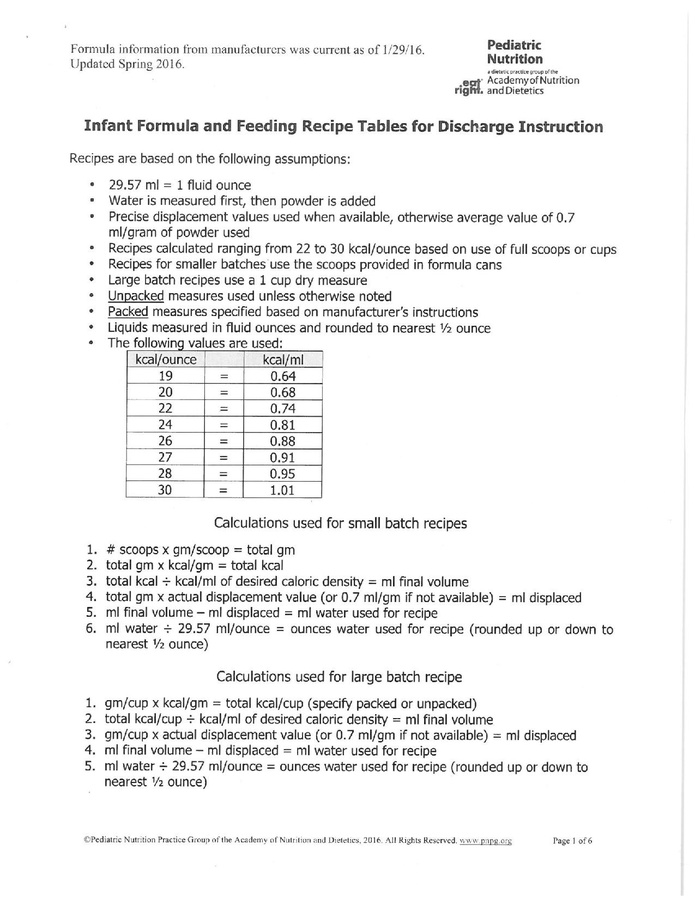 Formula information from manufacturers was current as of 1/29/16.
Updated Spring 2016.
Pediatric
Nutrition
a dietetic practice group of the
eat right. Academy of Nutrition
and Dietetics
Infant Formula and Feeding Recipe Tables for Discharge Instruction
Recipes are based on the following assumptions:
• 29.57 ml = 1 fluid ounce
• Water is measured first, then powder is added
• Precise displacement values used when available, otherwise average value of 0.7
ml/gram of powder used
• Recipes calculated ranging from 22 to 30 kcal/ounce based on use of full scoops or cups
• Recipes for smaller batches use the scoops provided in formula cans
• Large batch recipes use a 1 cup dry measure
• Unpacked measures used unless otherwise noted
• Packed measures specified based on manufacturer's instructions
• Liquids measured in fluid ounces and rounded to nearest ½ ounce
• The following values are used:
kcal/ounce kcal/ml
19 = 0.64
20 = 0.68
22 = 0.74
24 = 0.81
26 = 0.88
27 = 0.91
28 = 0.95
30 = 1.01
Calculations used for small batch recipes
1. # scoops x gm/scoop = total gm
2. total gm x kcal/gm = total kcal
3. total kcal ÷ kcal/ml of desired caloric density = ml final volume
4. total gm x actual displacement value (or 0.7 ml/gm if not available) = ml displaced
5. ml final volume – ml displaced = ml water used for recipe
6. ml water ÷ 29.57 ml/ounce = ounces water used for recipe (rounded up or down to
nearest ½ ounce)
Calculations used for large batch recipe
1. gm/cup x kcal/gm = total kcal/cup (specify packed or unpacked)
2. total kcal/cup ÷ kcal/ml of desired caloric density = ml final volume
3. gm/cup x actual displacement value (or 0.7 ml/gm if not available) = ml displaced
4. ml final volume – ml displaced = ml water used for recipe
5. ml water ÷ 29.57 ml/ounce = ounces water used for recipe (rounded up or down to
nearest ½ ounce)
©Pediatric Nutrition Practice Group of the Academy of Nutrition and Dietetics, 2016. All Rights Reserved. www.pnpg.org Page 1 of 6